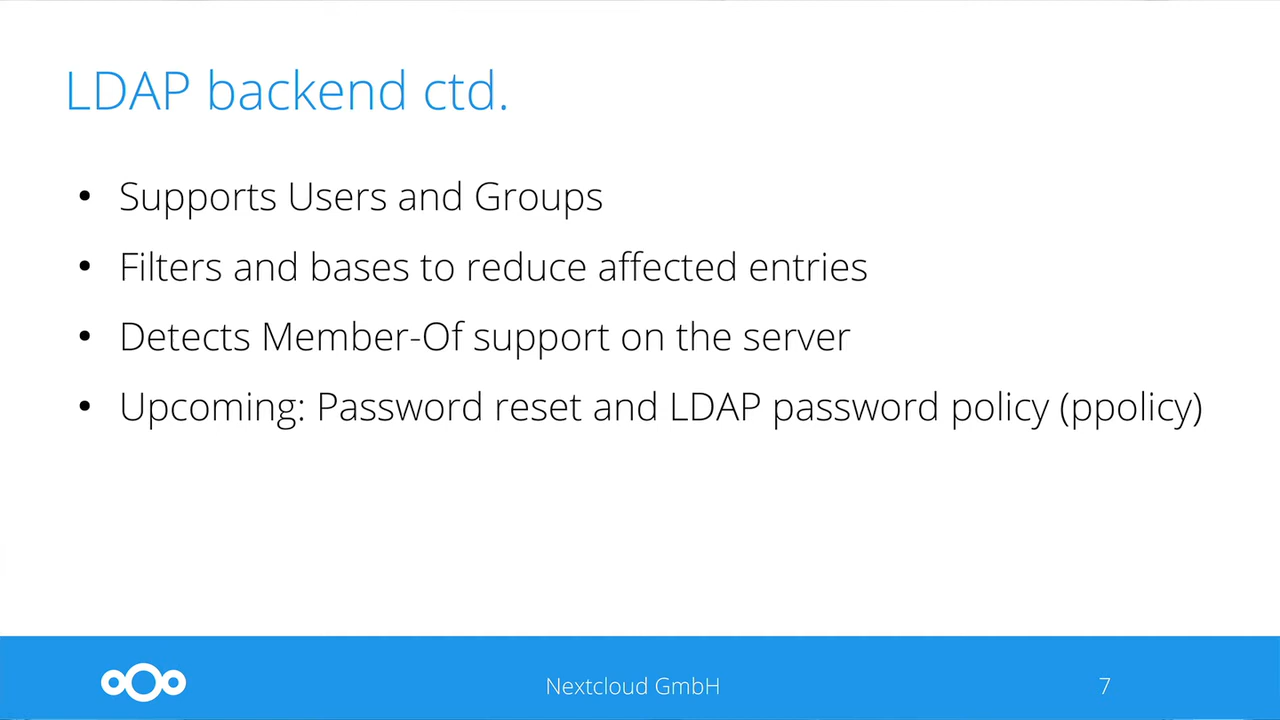 LDAP backend ctd.
• Supports Users and Groups
• Filters and bases to reduce affected entries
• Detects Member-Of support on the server
• Upcoming: Password reset and LDAP password policy (ppolicy)
Nextcloud GmbH
7